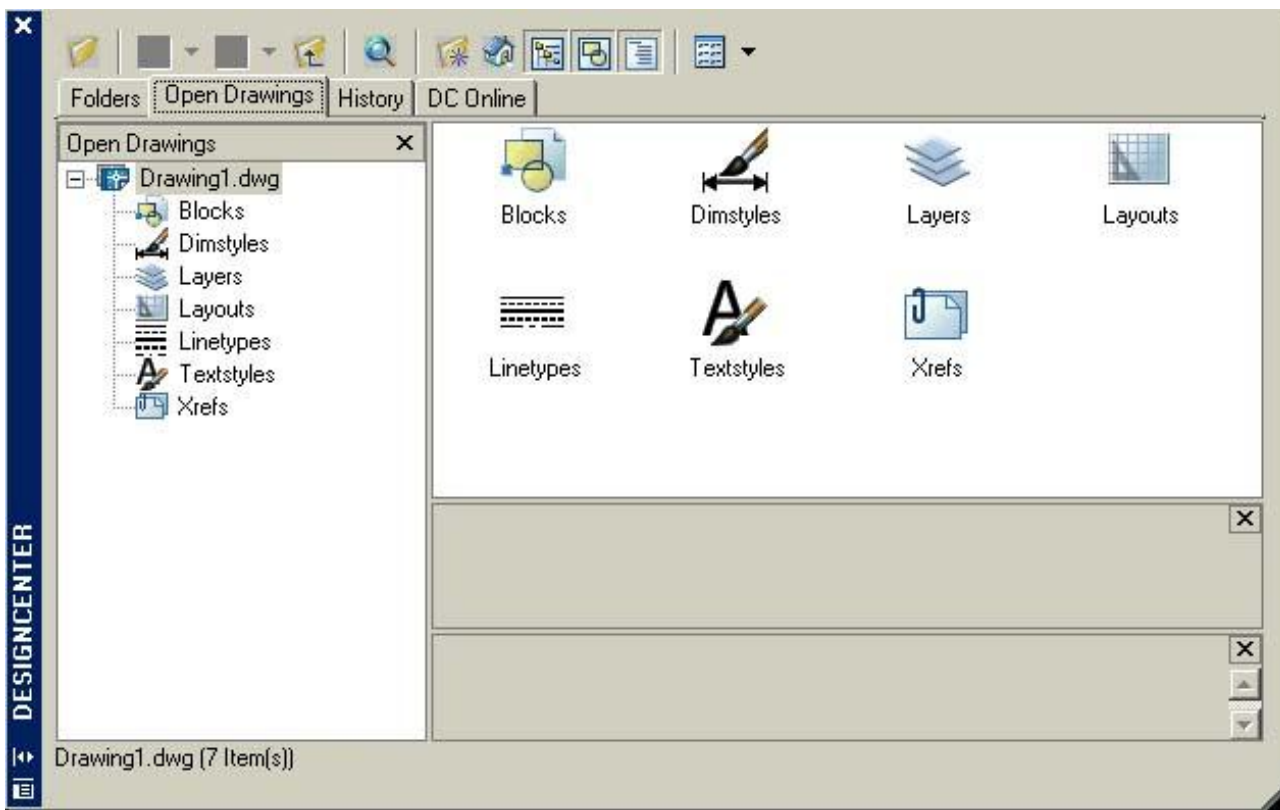 Folders Open Drawings History DC Online
Open Drawings
Drawing1.dwg
Blocks
Dimstyles
Layers
Layouts
Linetypes
Textstyles
Xrefs
Blocks Dimstyles Layers Layouts
Linetypes Textstyles Xrefs
DESIGNCENTER
Drawing1.dwg (7 Item(s))